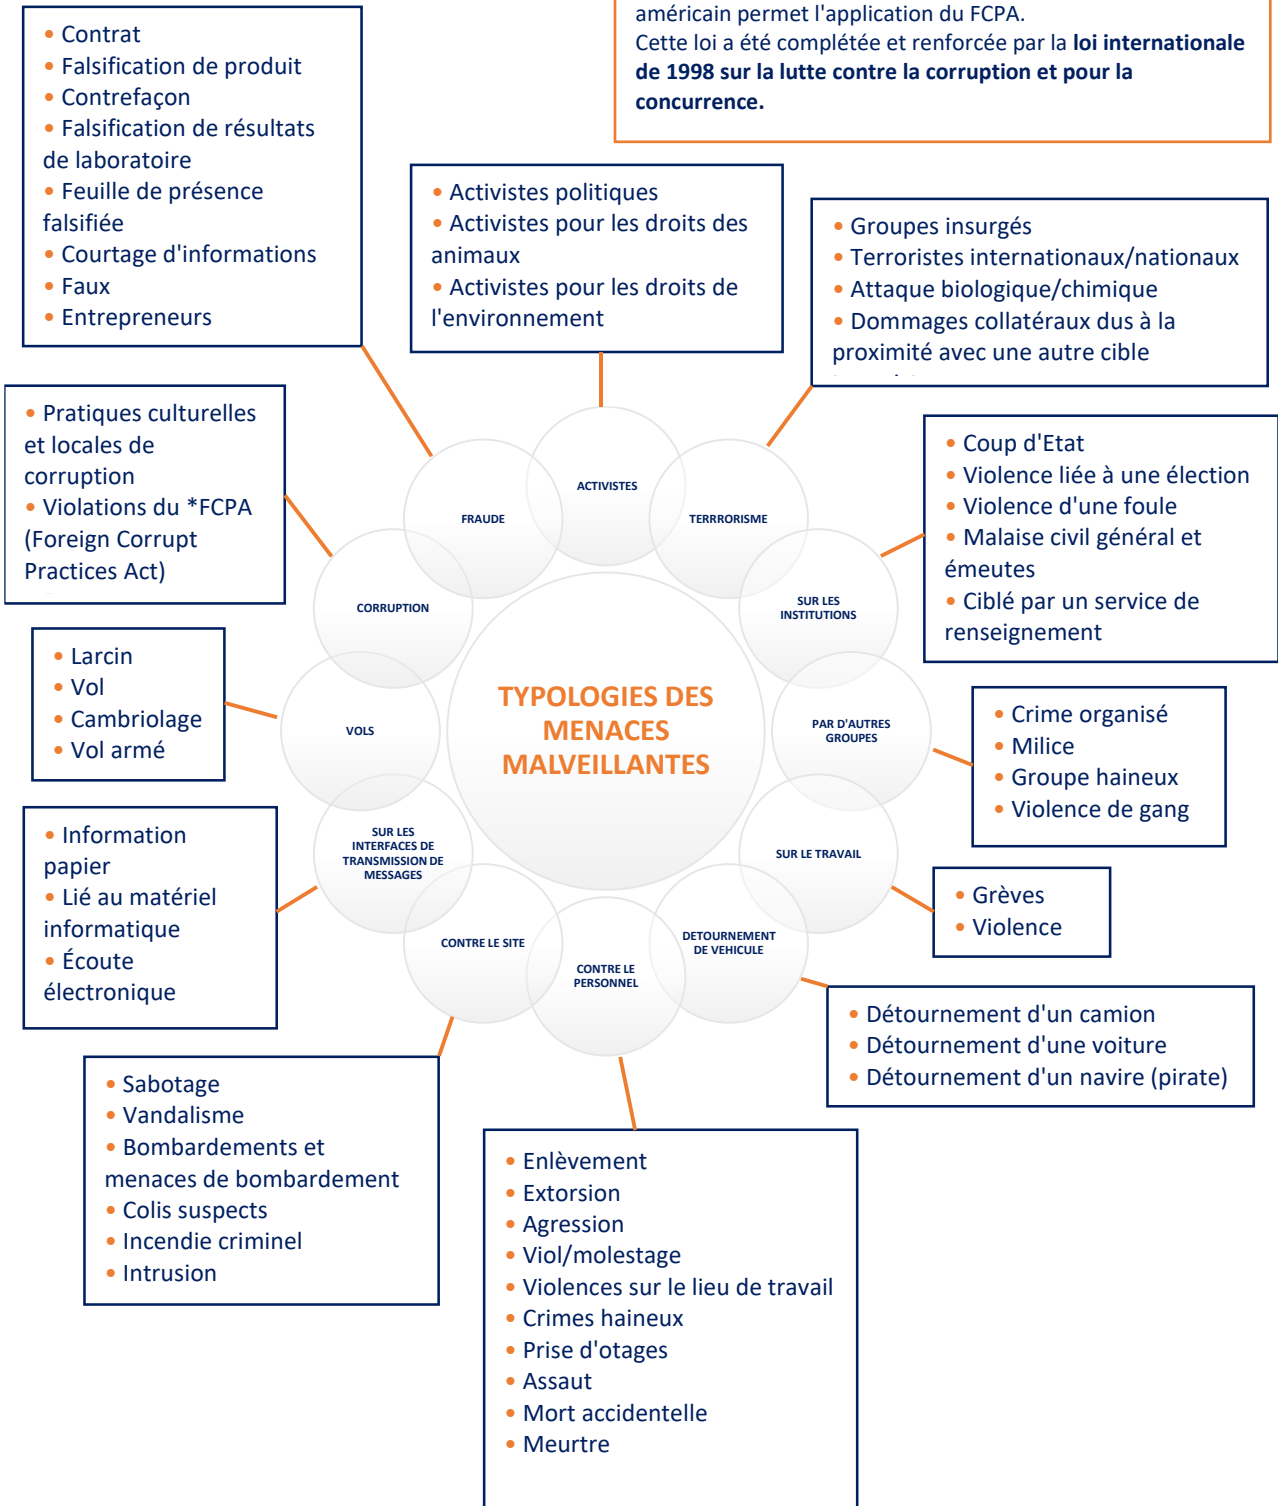 américain permet l'application du FCPA.
Cette loi a été complétée et renforcée par la loi internationale
de 1998 sur la lutte contre la corruption et pour la
concurrence.
• Contrat
• Falsification de produit
• Contrefaçon
• Falsification de résultats
de laboratoire
• Feuille de présence
falsifiée
• Courtage d'informations
• Faux
• Entrepreneurs
• Activistes politiques
• Activistes pour les droits des
animaux
• Activistes pour les droits de
l'environnement
• Groupes insurgés
• Terroristes internationaux/nationaux
• Attaque biologique/chimique
• Dommages collatéraux dus à la
proximité avec une autre cible
• Pratiques culturelles
et locales de
corruption
• Violations du *FCPA
(Foreign Corrupt
Practices Act)
• Coup d'Etat
• Violence liée à une élection
• Violence d'une foule
• Malaise civil général et
émeutes
• Ciblé par un service de
renseignement
ACTIVISTES
FRAUDE
TERRRORISME
CORRUPTION
SUR LES
INSTITUTIONS
• Larcin
• Vol
• Cambriolage
• Vol armé
VOLS
TYPOLOGIES DES
MENACES
MALVEILLANTES
PAR D'AUTRES
GROUPES
• Crime organisé
• Milice
• Groupe haineux
• Violence de gang
• Information
papier
• Lié au matériel
informatique
• Écoute
électronique
SUR LES
INTERFACES DE
TRANSMISSION DE
MESSAGES
SUR LE TRAVAIL
• Grèves
• Violence
CONTRE LE SITE
CONTRE LE
PERSONNEL
DETOURNEMENT
DE VEHICULE
• Détournement d'un camion
• Détournement d'une voiture
• Détournement d'un navire (pirate)
• Sabotage
• Vandalisme
• Bombardements et
menaces de bombardement
• Colis suspects
• Incendie criminel
• Intrusion
• Enlèvement
• Extorsion
• Agression
• Viol/molestage
• Violences sur le lieu de travail
• Crimes haineux
• Prise d'otages
• Assaut
• Mort accidentelle
• Meurtre